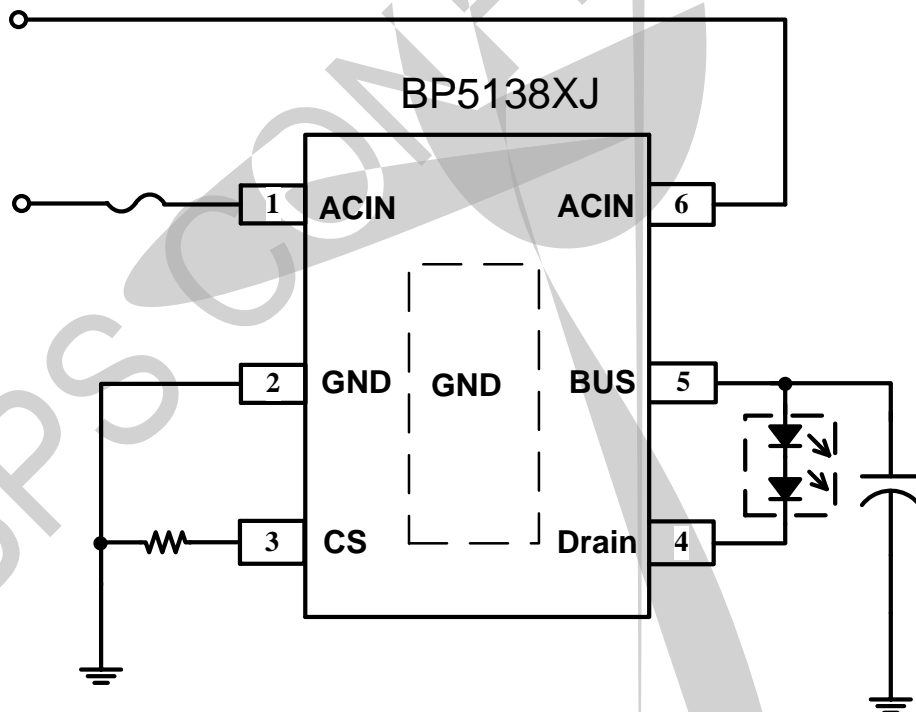 BP5138XJ
1 ACIN
ACIN 6
2 GND
GND
BUS 5
3 CS
Drain 4